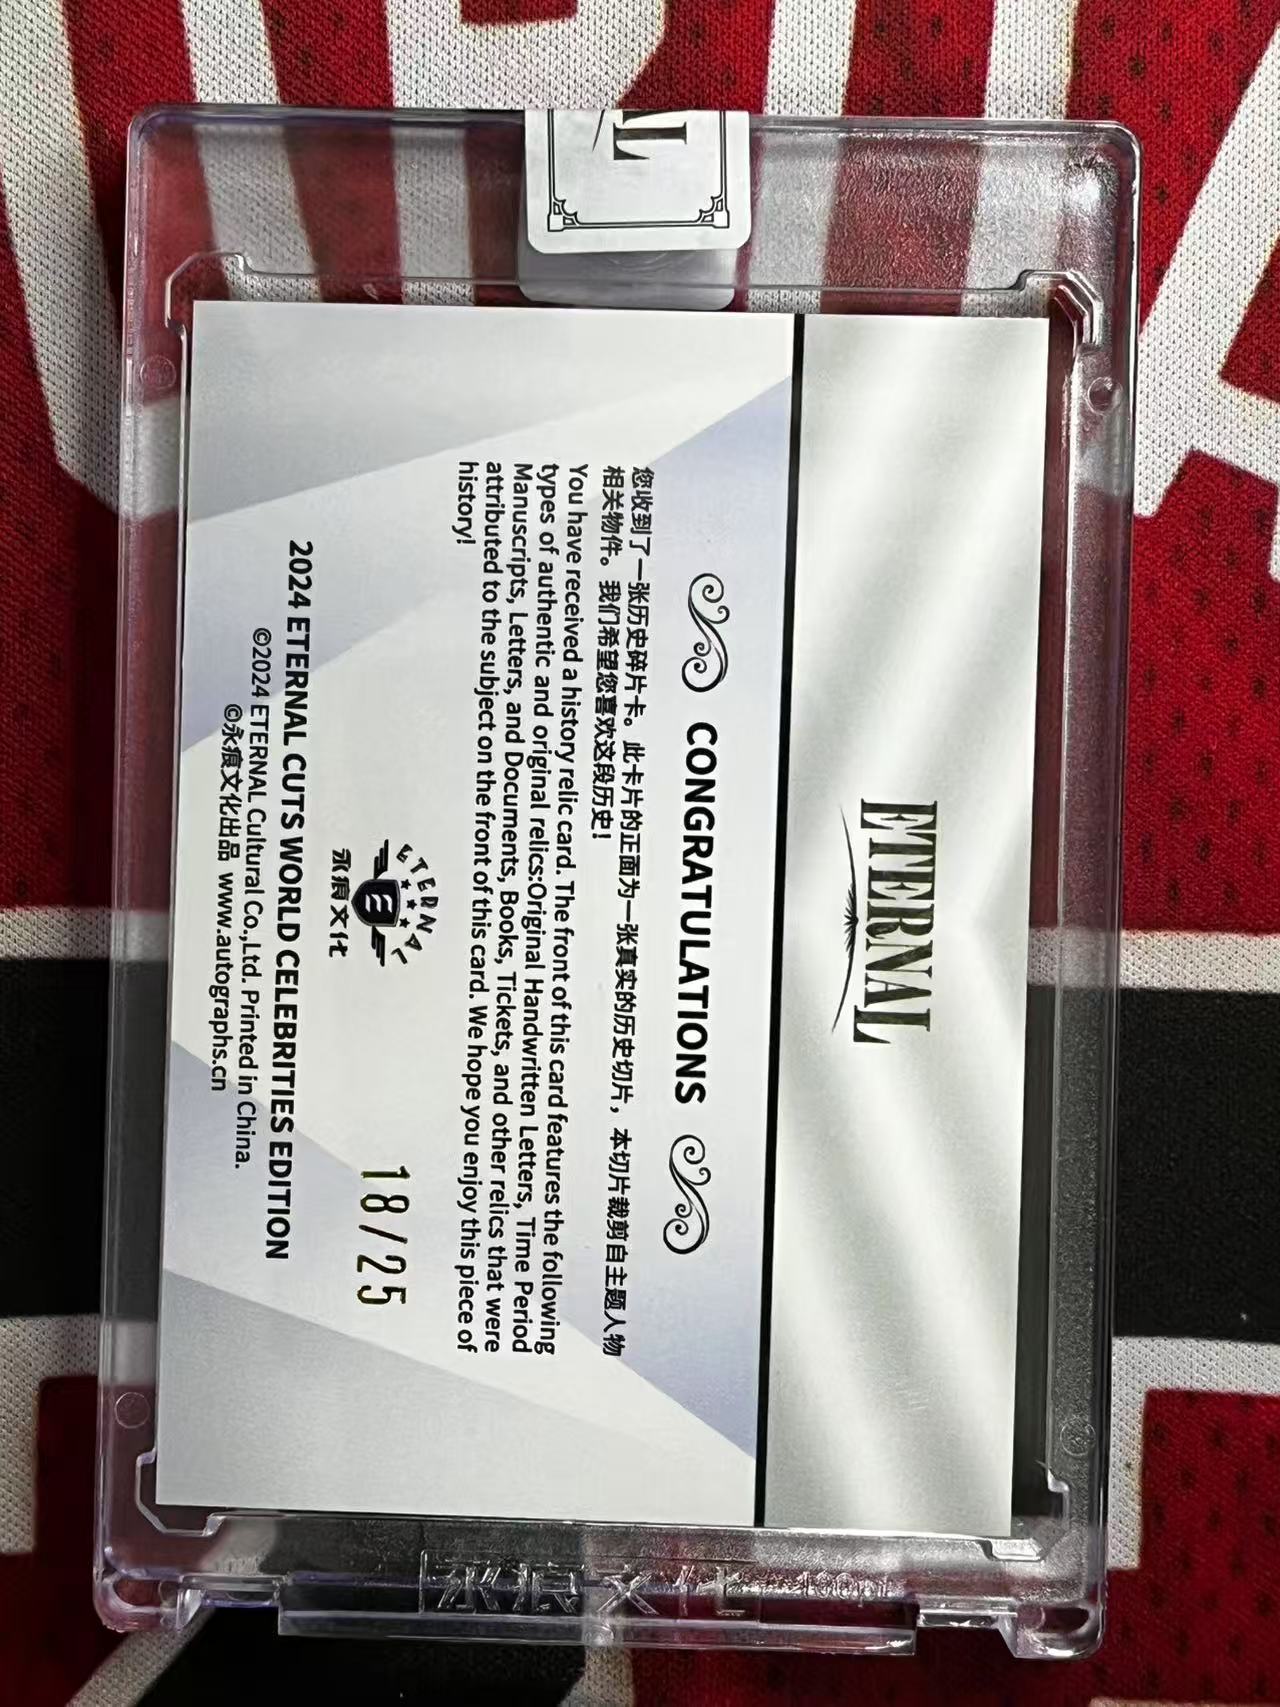 AL
ETERNAL
CONGRATULATIONS
您收到了一张历史碎片卡。此卡片的正面为一张真实的历史切片，本切片裁剪自主题人物
相关物件。我们希望您喜欢这段历史！
You have received a history relic card. The front of this card features the following
types of authentic and original relics:Original Handwritten Letters, Time Period
Manuscripts, Letters, and Documents, Books, Tickets, and other relics that were
attributed to the subject on the front of this card. We hope you enjoy this piece of
history!
ETERNAL
E
永痕文化
18/25
2024 ETERNAL CUTS WORLD CELEBRITIES EDITION
©2024 ETERNAL Cultural Co.,Ltd. Printed in China.
©永痕文化出品 www.autographs.cn
永痕文化